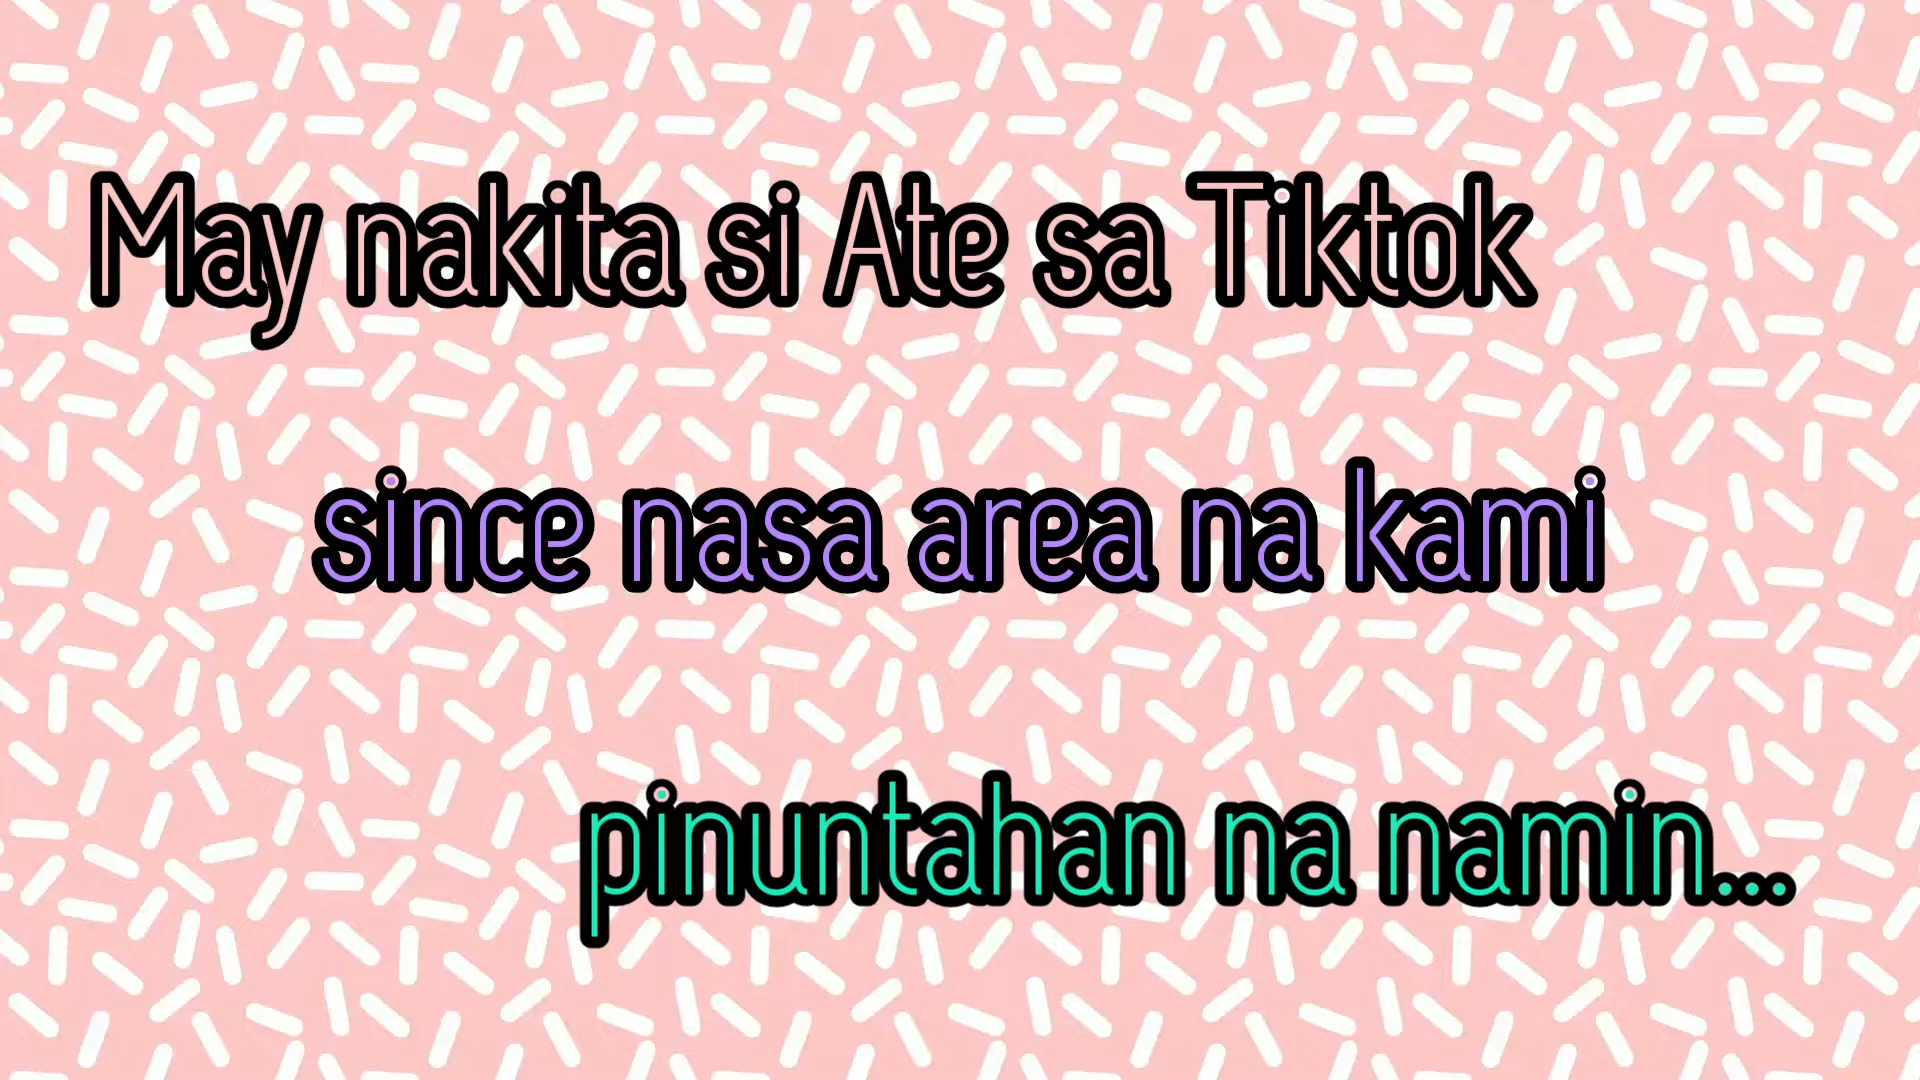 May nakita si Ate sa Tiktok
since nasa area na kami
pinuntahan na namin...